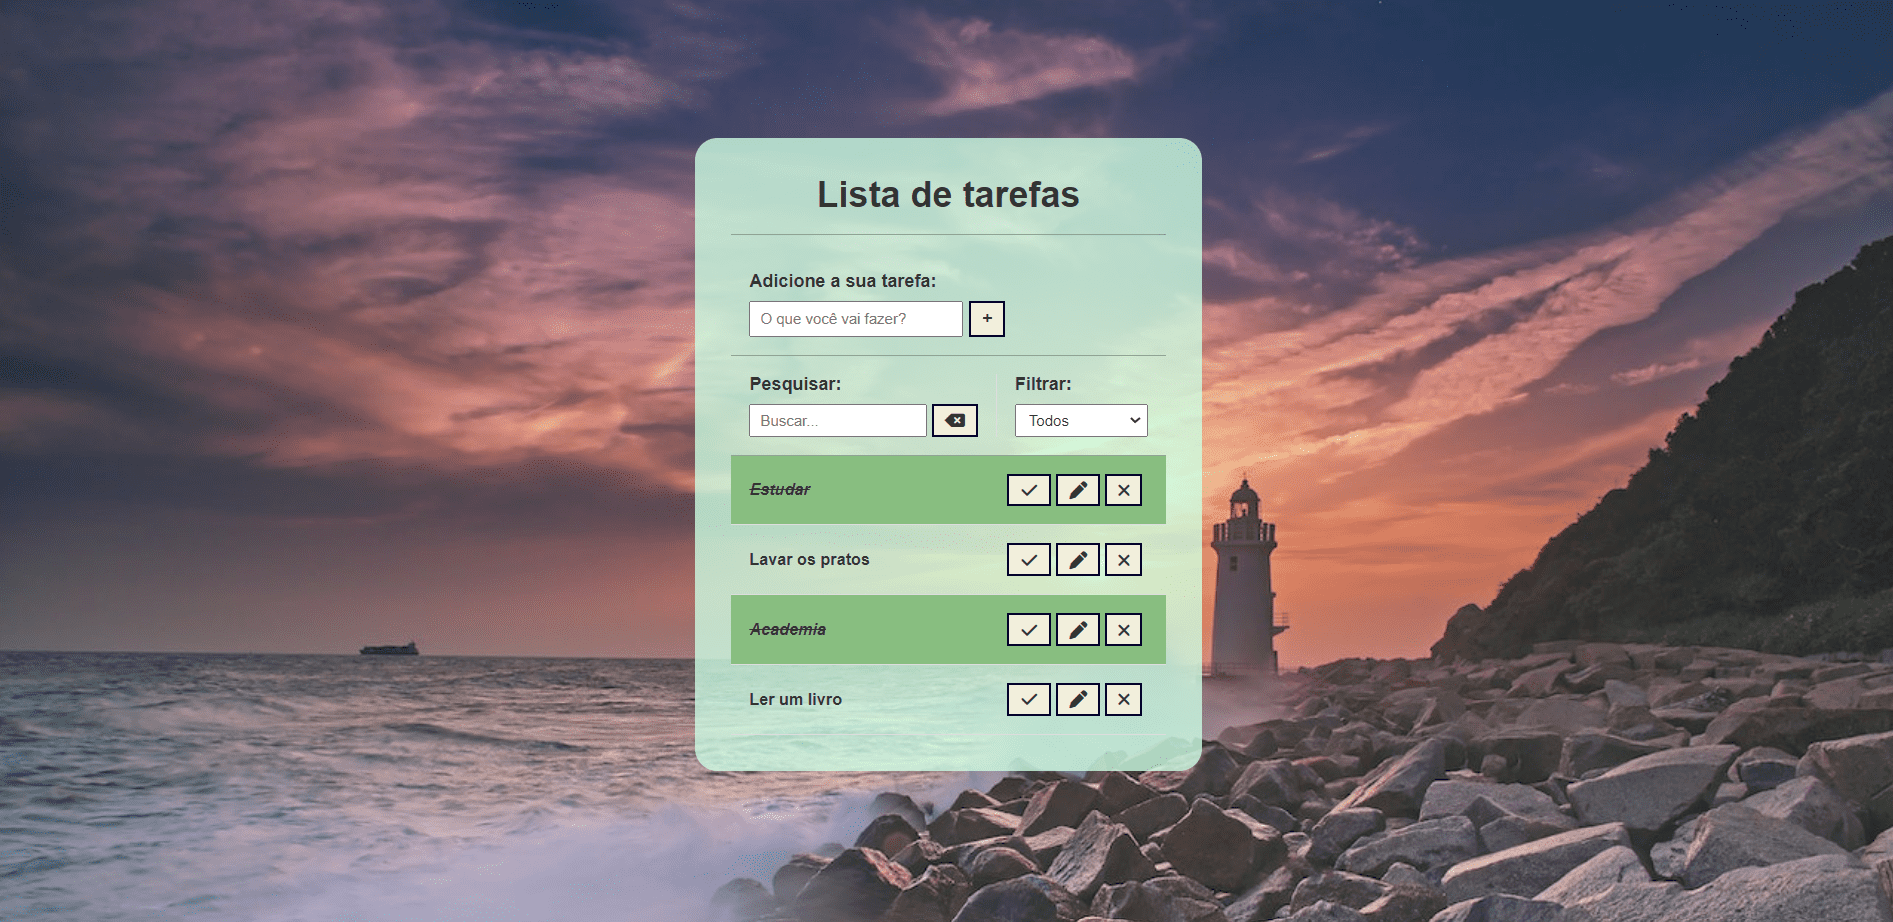 Lista de tarefas
Adicione a sua tarefa:
O que você vai fazer?
+
Pesquisar:
Filtrar:
Buscar...
Todos
Estudar
Lavar os pratos
Academia
Ler um livro